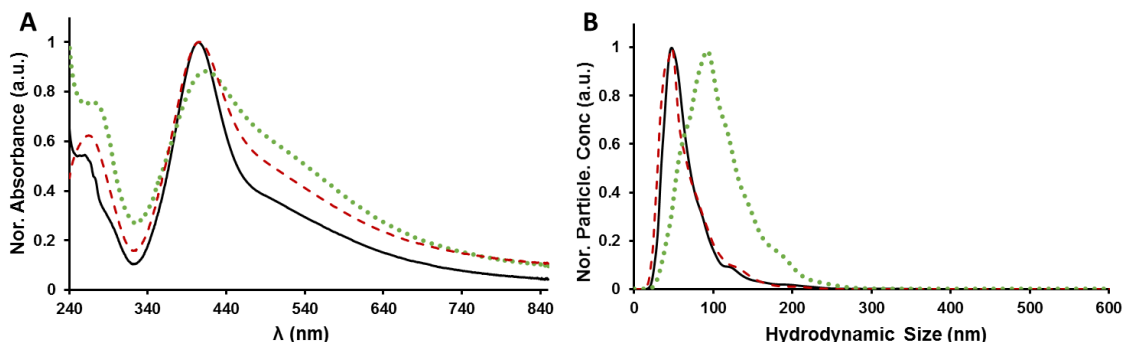 A
Nor. Absorbance (a.u.)
1
0.8
0.6
0.4
0.2
0
240 340 440 540 640 740 840
λ (nm)
B
Nor. Particle. Conc (a.u.)
1
0.8
0.6
0.4
0.2
0
0 100 200 300 400 500 600
Hydrodynamic Size (nm)